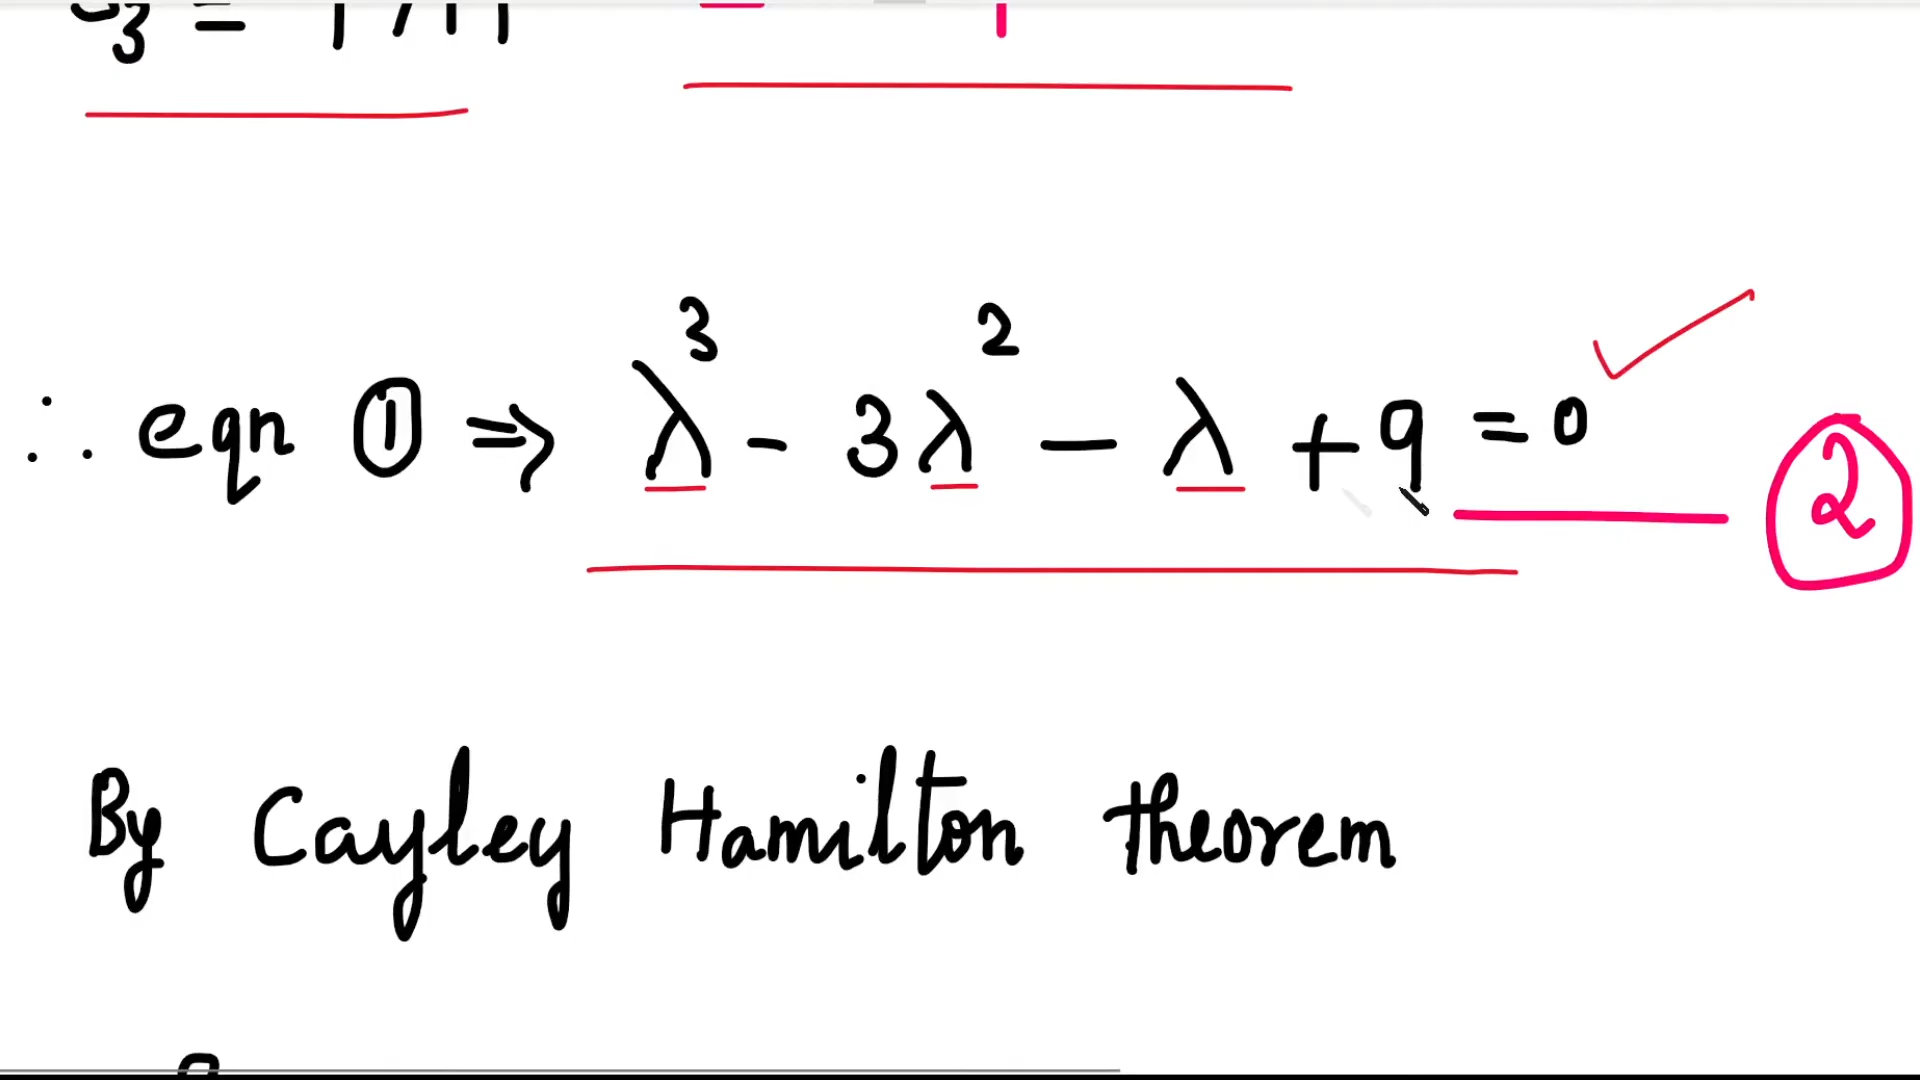 ∴ eqn ① ⇒ λ³ - 3λ² - λ + 9 = 0 ②
By Cayley Hamilton theorem